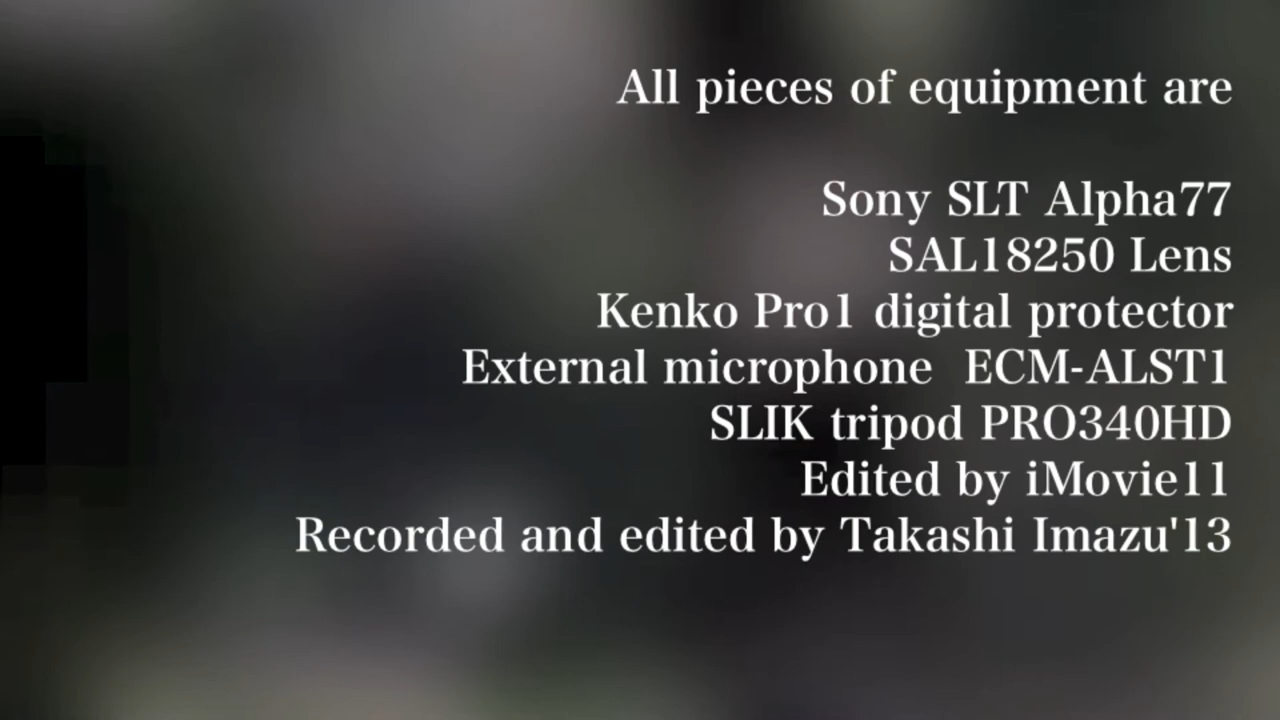 All pieces of equipment are
Sony SLT Alpha77
SAL18250 Lens
Kenko Pro1 digital protector
External microphone  ECM-ALST1
SLIK tripod PRO340HD
Edited by iMovie11
Recorded and edited by Takashi Imazu'13